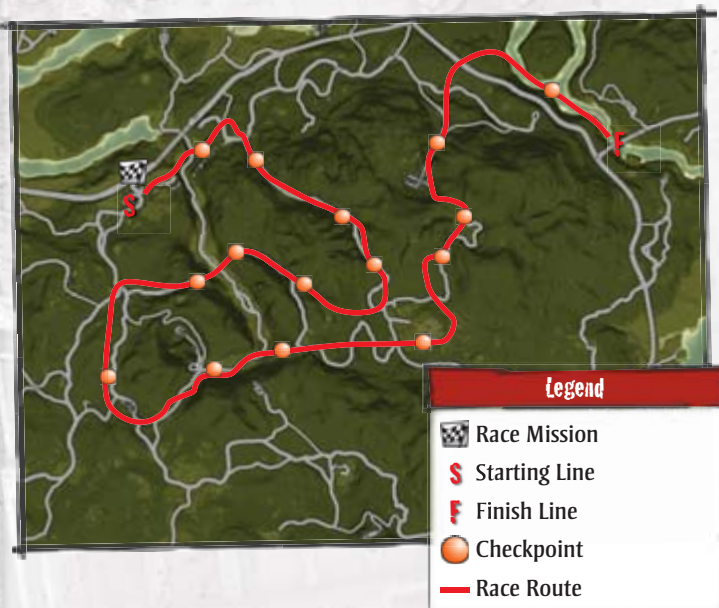 S
F
Legend
Race Mission
S Starting Line
F Finish Line
Checkpoint
Race Route